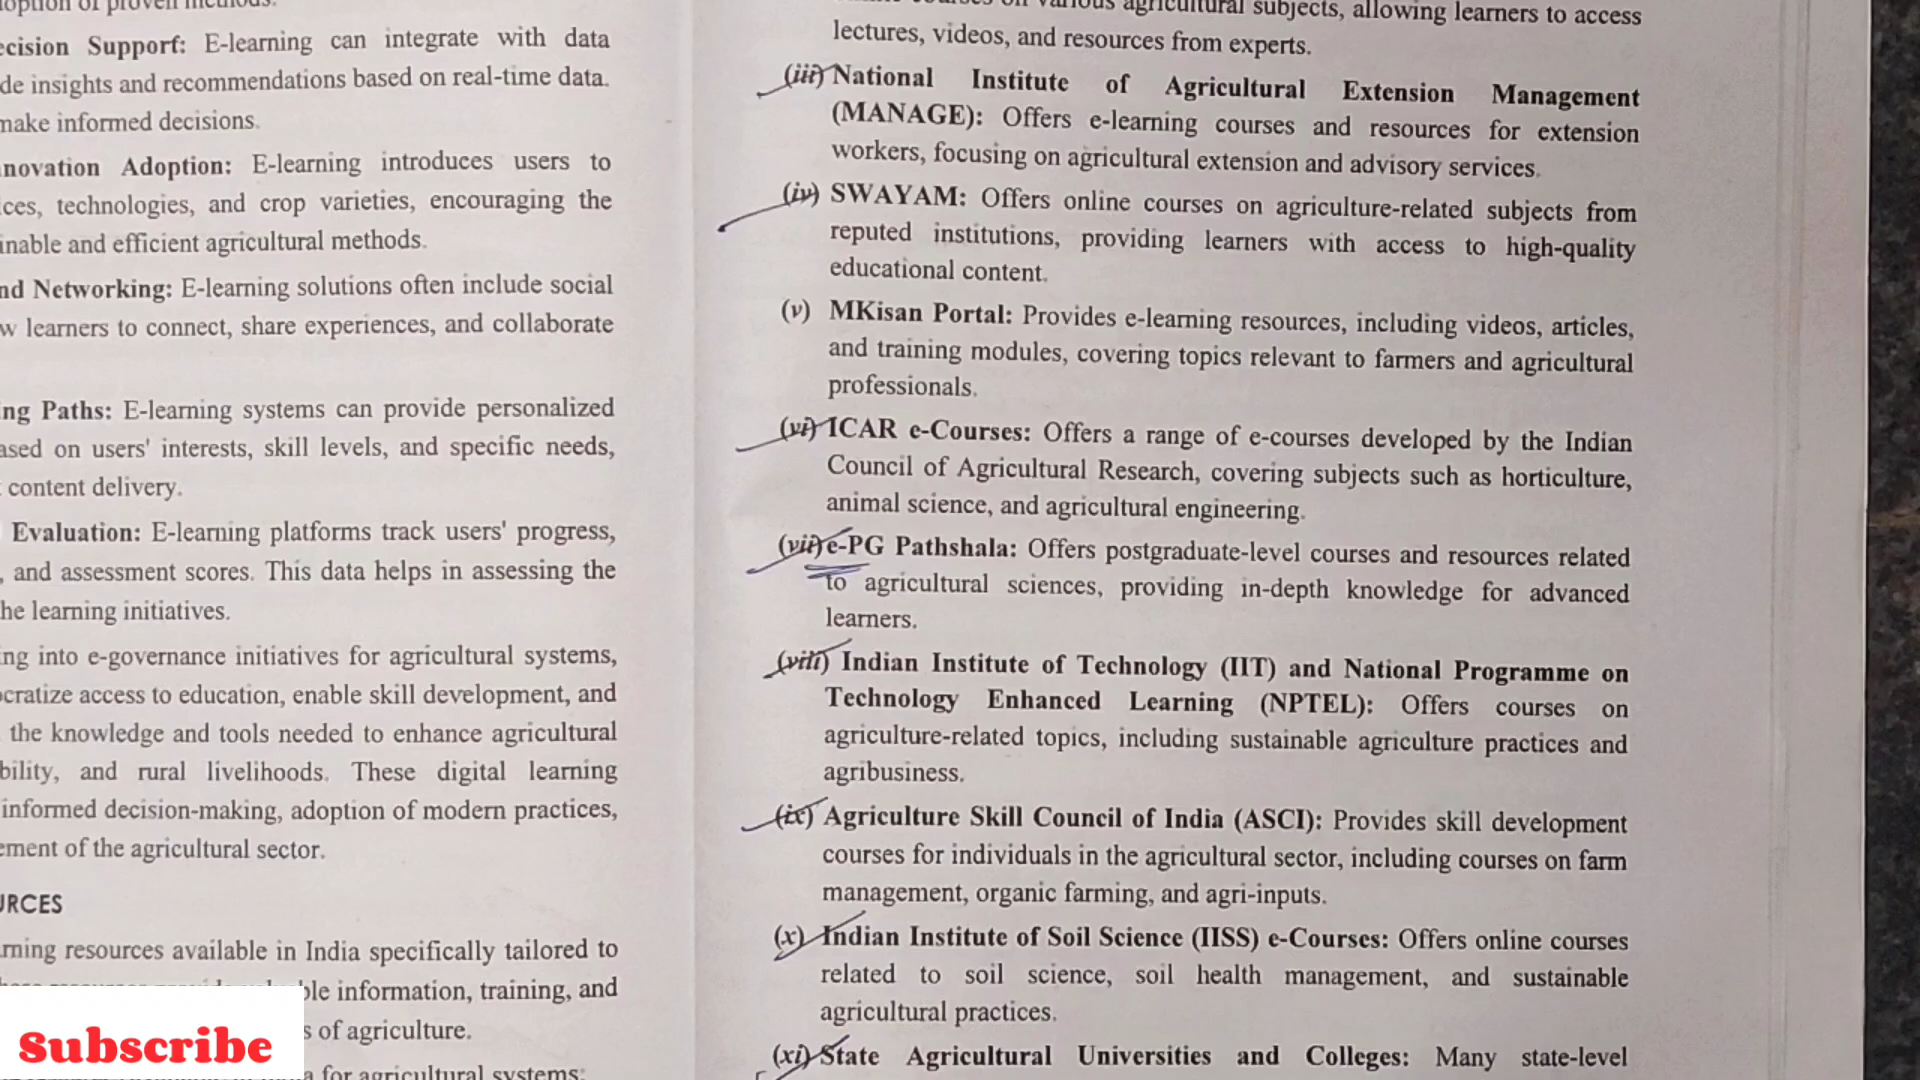 ecision Support: E-learning can integrate with data
de insights and recommendations based on real-time data.
make informed decisions.
nnovation Adoption: E-learning introduces users to
ices, technologies, and crop varieties, encouraging the
inable and efficient agricultural methods.
nd Networking: E-learning solutions often include social
w learners to connect, share experiences, and collaborate
ng Paths: E-learning systems can provide personalized
ased on users' interests, skill levels, and specific needs,
content delivery.
Evaluation: E-learning platforms track users' progress,
, and assessment scores. This data helps in assessing the
he learning initiatives.
ng into e-governance initiatives for agricultural systems,
ocratize access to education, enable skill development, and
the knowledge and tools needed to enhance agricultural
bility, and rural livelihoods. These digital learning
informed decision-making, adoption of modern practices,
ement of the agricultural sector.
URCES
rning resources available in India specifically tailored to
ble information, training, and
s of agriculture.
a for agricultural systems:
agricultural subjects, allowing learners to access
lectures, videos, and resources from experts.
(iii) National Institute of Agricultural Extension Management
(MANAGE): Offers e-learning courses and resources for extension
workers, focusing on agricultural extension and advisory services.
(iv) SWAYAM: Offers online courses on agriculture-related subjects from
reputed institutions, providing learners with access to high-quality
educational content.
(v) MKisan Portal: Provides e-learning resources, including videos, articles,
and training modules, covering topics relevant to farmers and agricultural
professionals.
(vi) ICAR e-Courses: Offers a range of e-courses developed by the Indian
Council of Agricultural Research, covering subjects such as horticulture,
animal science, and agricultural engineering.
(vii) e-PG Pathshala: Offers postgraduate-level courses and resources related
to agricultural sciences, providing in-depth knowledge for advanced
learners.
(viii) Indian Institute of Technology (IIT) and National Programme on
Technology Enhanced Learning (NPTEL): Offers courses on
agriculture-related topics, including sustainable agriculture practices and
agribusiness.
(ix) Agriculture Skill Council of India (ASCI): Provides skill development
courses for individuals in the agricultural sector, including courses on farm
management, organic farming, and agri-inputs.
(x) Indian Institute of Soil Science (IISS) e-Courses: Offers online courses
related to soil science, soil health management, and sustainable
agricultural practices.
(xi) State Agricultural Universities and Colleges: Many state-level
Subscribe